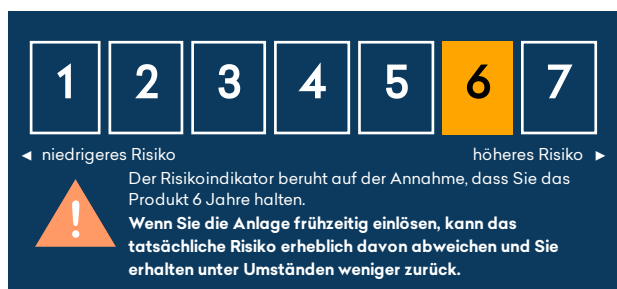 1 2 3 4 5 6 7
◄ niedrigeres Risiko höheres Risiko ►
Der Risikoindikator beruht auf der Annahme, dass Sie das
Produkt 6 Jahre halten.
Wenn Sie die Anlage frühzeitig einlösen, kann das
tatsächliche Risiko erheblich davon abweichen und Sie
erhalten unter Umständen weniger zurück.